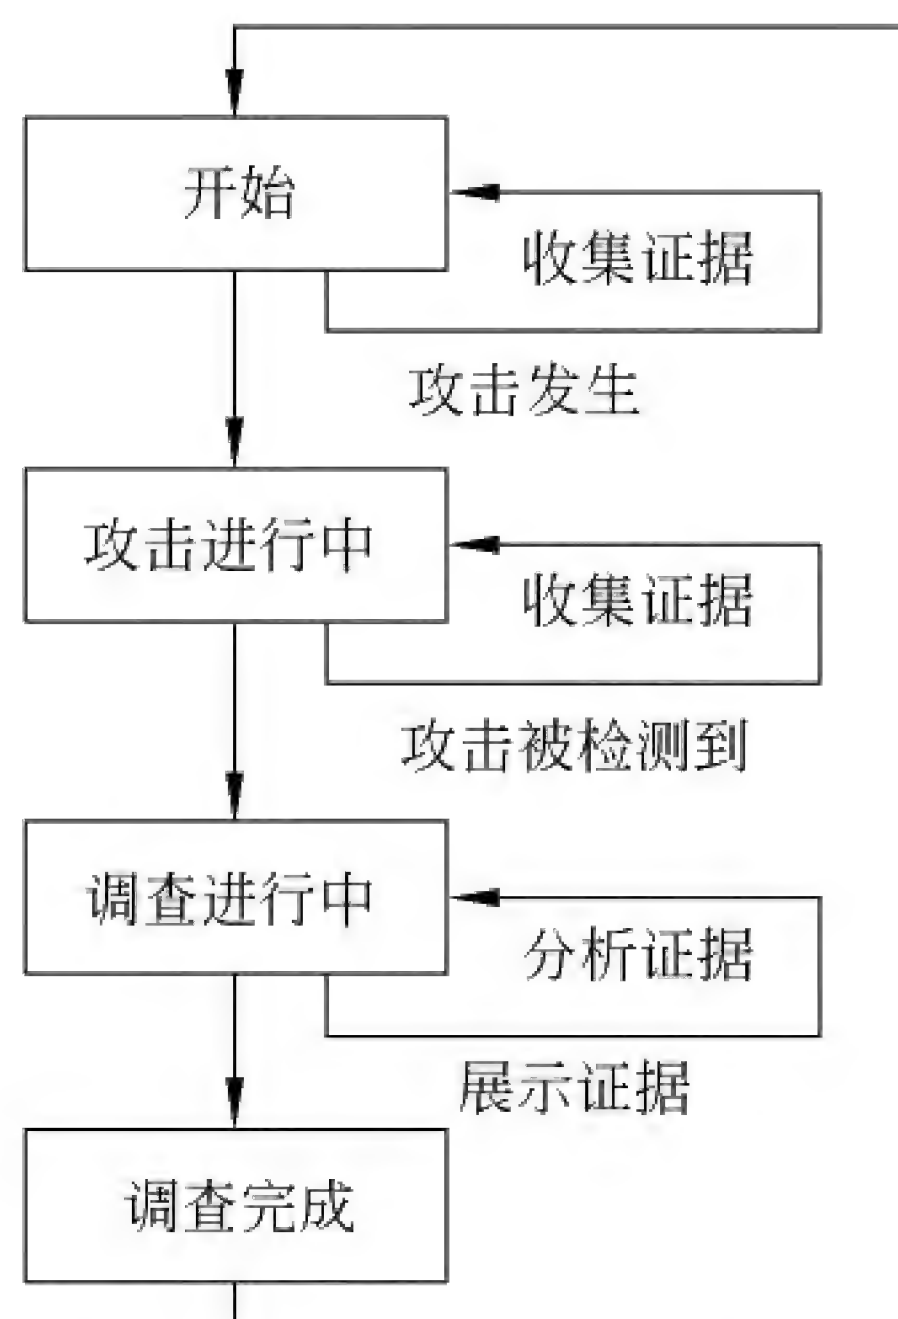 开始
收集证据
攻击发生
攻击进行中
收集证据
攻击被检测到
调查进行中
分析证据
展示证据
调查完成